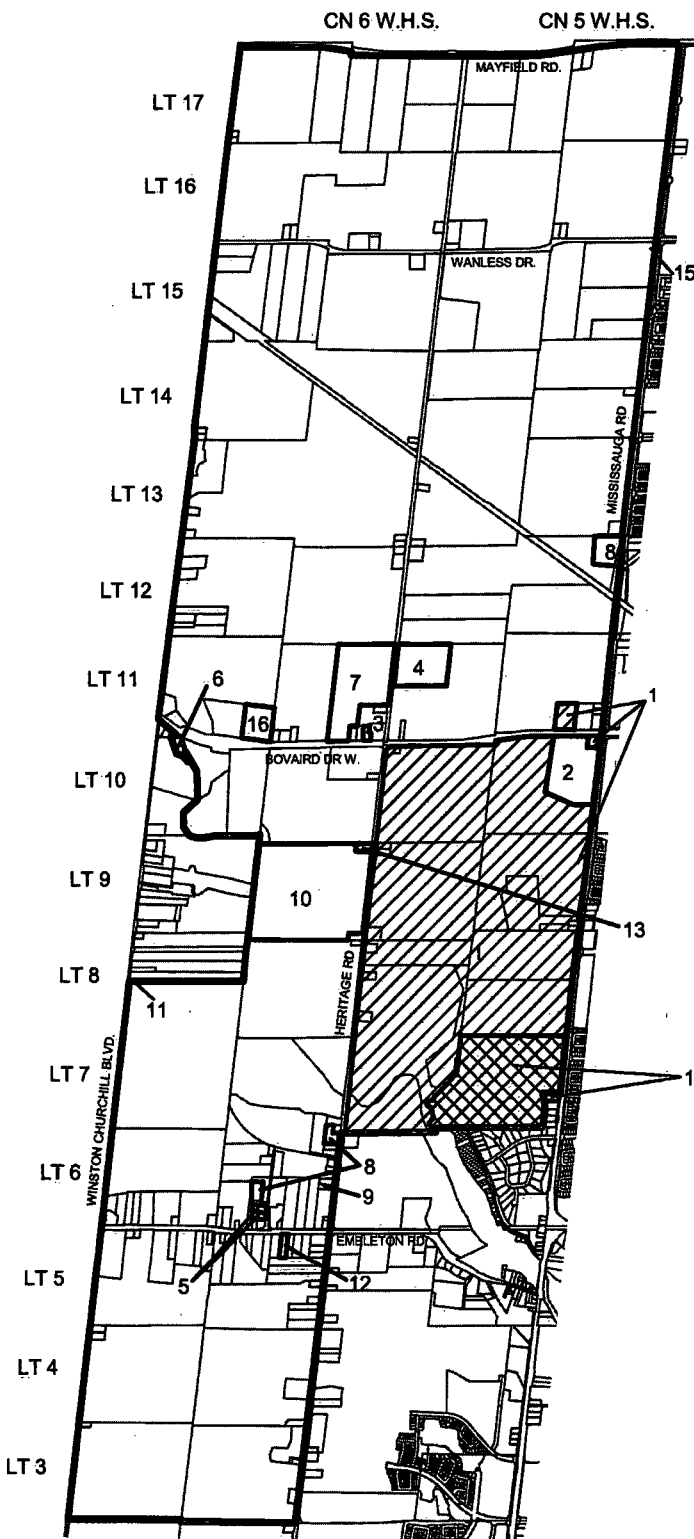 CN 6 W.H.S. CN 5 W.H.S.
MAYFIELD RD.
LT 17
LT 16
WANLESS DR.
15
LT 15
LT 14
MISSISSAUGA RD
LT 13
8
LT 12
LT 11
6
7
4
1
16
3
BOVAIRD DR W.
2
LT 10
LT 9
10
13
LT 8
HERITAGE RD
11
WINSTON CHURCHILL BLVD.
LT 7
1
LT 6
8
9
EMBLETON RD
5
12
LT 5
LT 4
LT 3